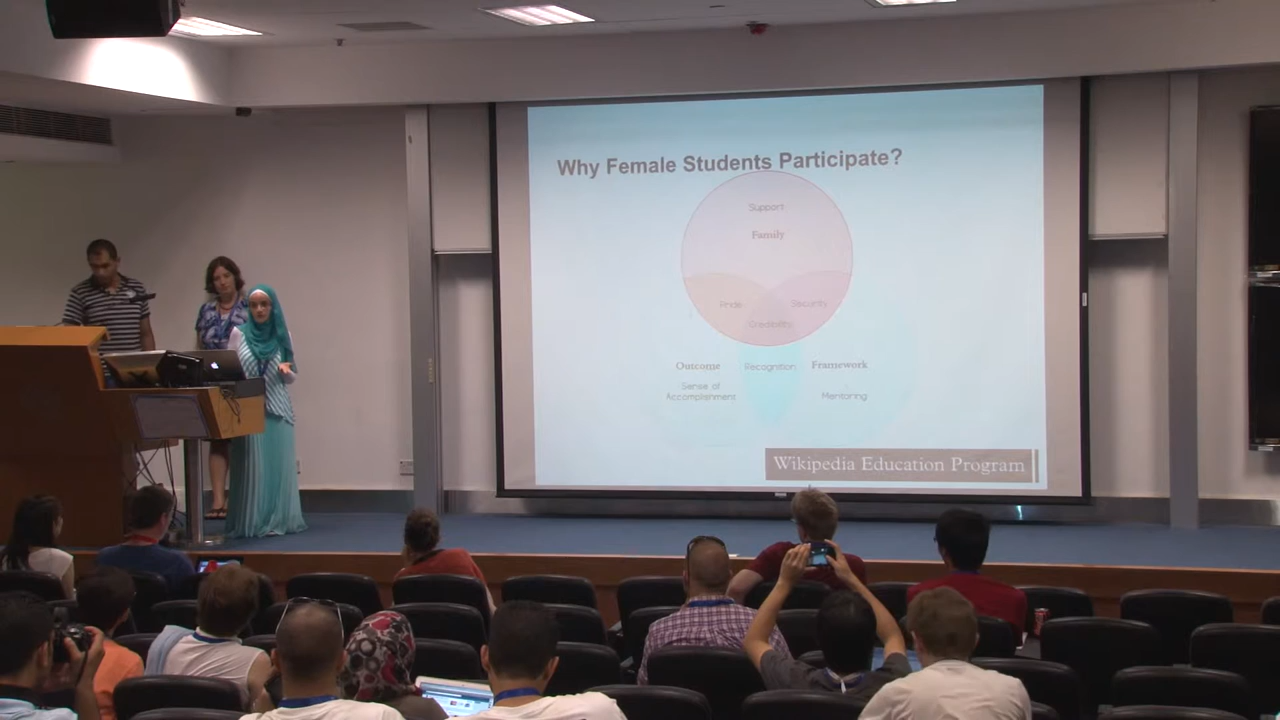 Why Female Students Participate?
Support
Family
Pride
Security
Credibility
Outcome
Recognition
Framework
Sense of
Accomplishment
Mentoring
Wikipedia Education Program